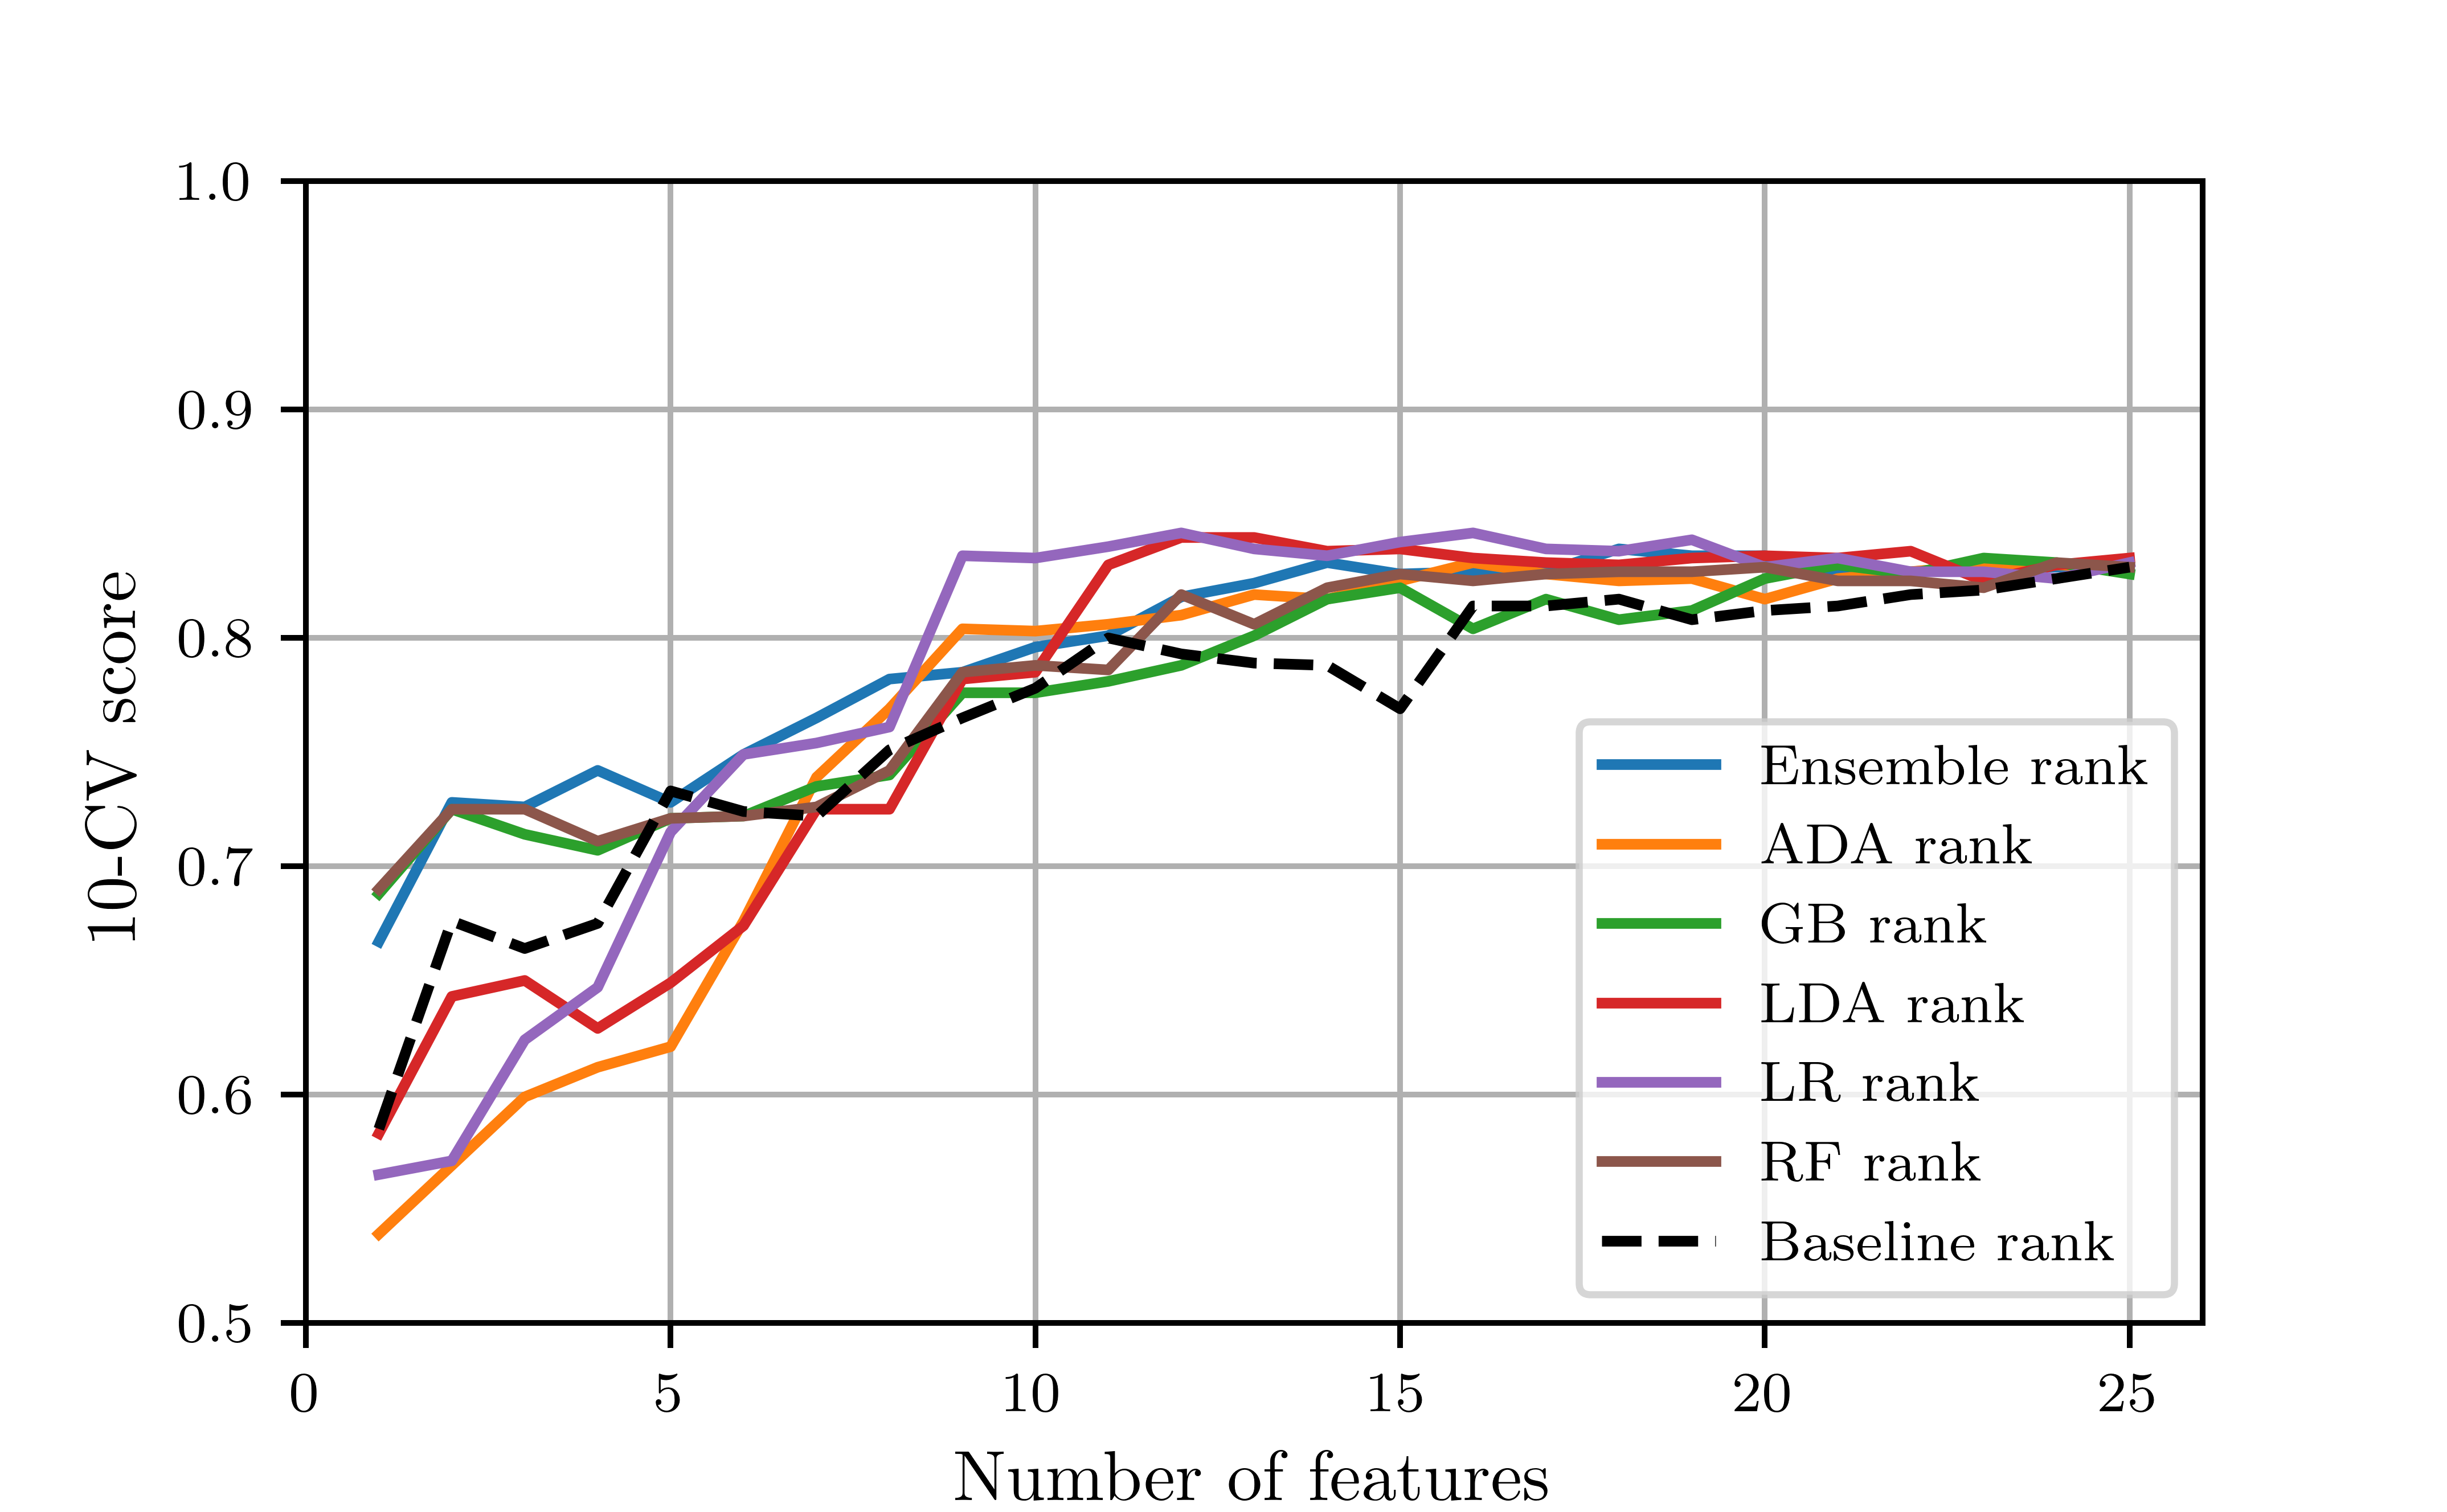 1.0
0.9
0.8
0.7
0.6
0.5
10-CV score
Ensemble rank
ADA rank
GB rank
LDA rank
LR rank
RF rank
Baseline rank
0 5 10 15 20 25
Number of features